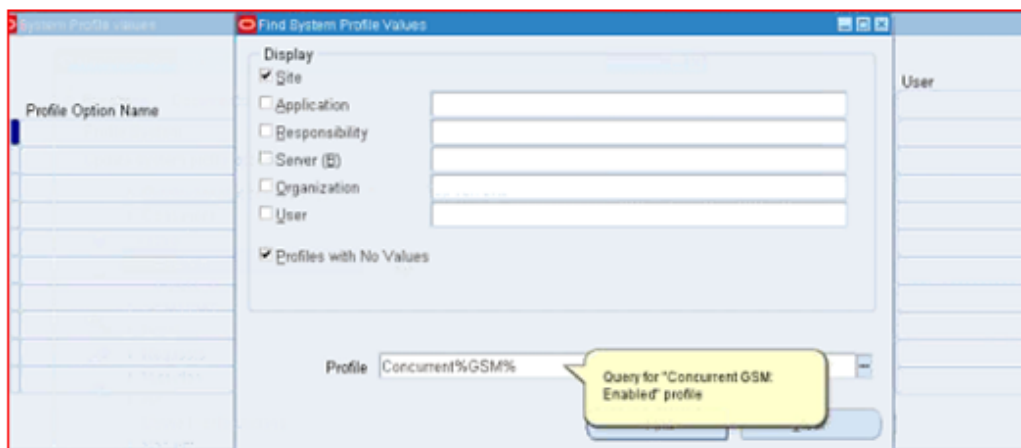 System Profile Values
Find System Profile Values
Display
Site
Application
Responsibility
Server (B)
Organization
User
Profiles with No Values
Profile Option Name
User
Profile
Concurrent%GSM%
Query for "Concurrent GSM:
Enabled" profile